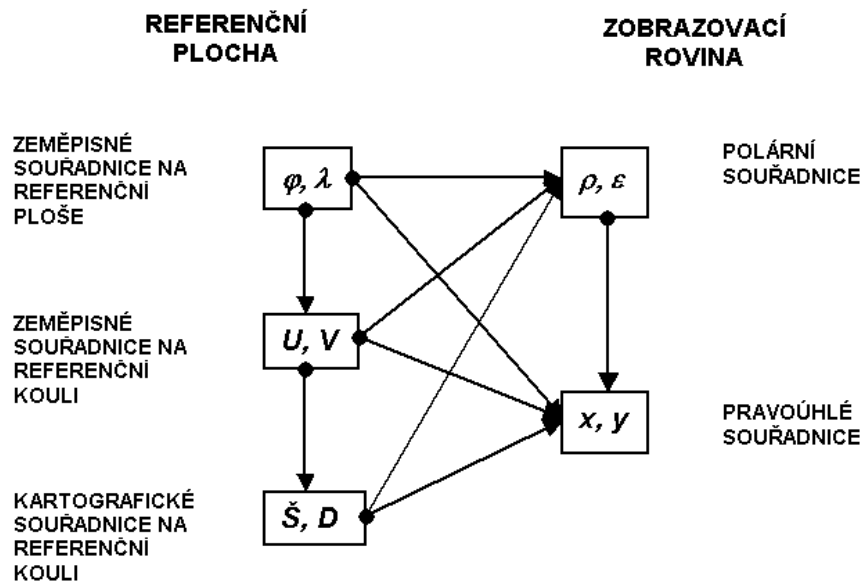 REFERENČNÍ
PLOCHA
ZOBRAZOVACÍ
ROVINA
ZEMĚPISNÉ
SOUŘADNICE NA
REFERENČNÍ
PLOŠE
φ, λ
ρ, ε
POLÁRNÍ
SOUŘADNICE
ZEMĚPISNÉ
SOUŘADNICE NA
REFERENČNÍ
KOULI
U, V
x, y
PRAVOÚHLÉ
SOUŘADNICE
KARTOGRAFICKÉ
SOUŘADNICE NA
REFERENČNÍ
KOULI
Š, D